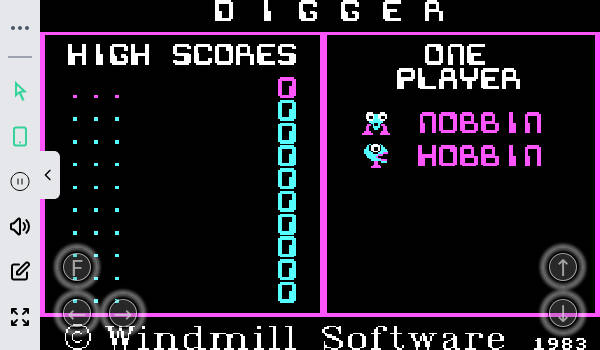 DIGGER
HIGH SCORES
ONE
PLAYER
... 0
... 0
... 0
... 0
... 0
... 0
... 0
... 0
... 0
... 0
NOBBIN
HOBBIN
F
© Windmill Software 1983